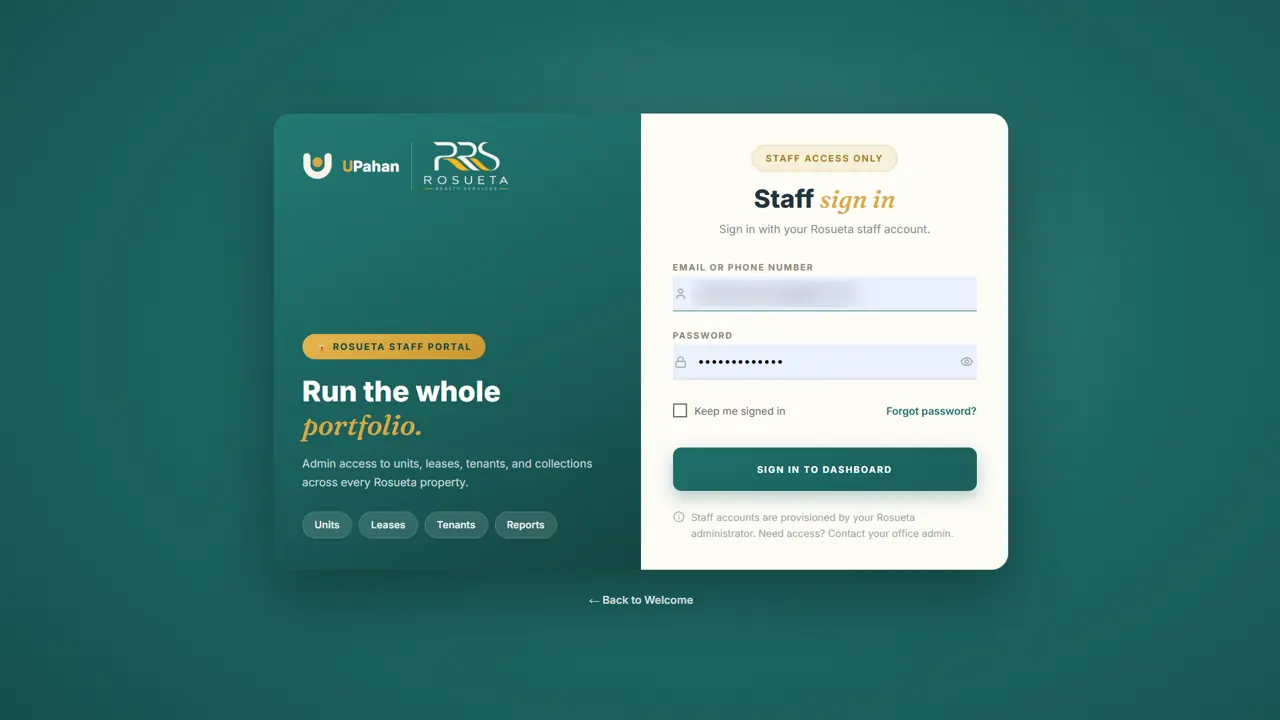 UPahan
RRS
ROSUETA
REALTY SERVICES
ROSUETA STAFF PORTAL
Run the whole
portfolio.
Admin access to units, leases, tenants, and collections
across every Rosueta property.
Units
Leases
Tenants
Reports
STAFF ACCESS ONLY
Staff sign in
Sign in with your Rosueta staff account.
EMAIL OR PHONE NUMBER
PASSWORD
•••••••••••••
Keep me signed in
Forgot password?
SIGN IN TO DASHBOARD
Staff accounts are provisioned by your Rosueta
administrator. Need access? Contact your office admin.
← Back to Welcome